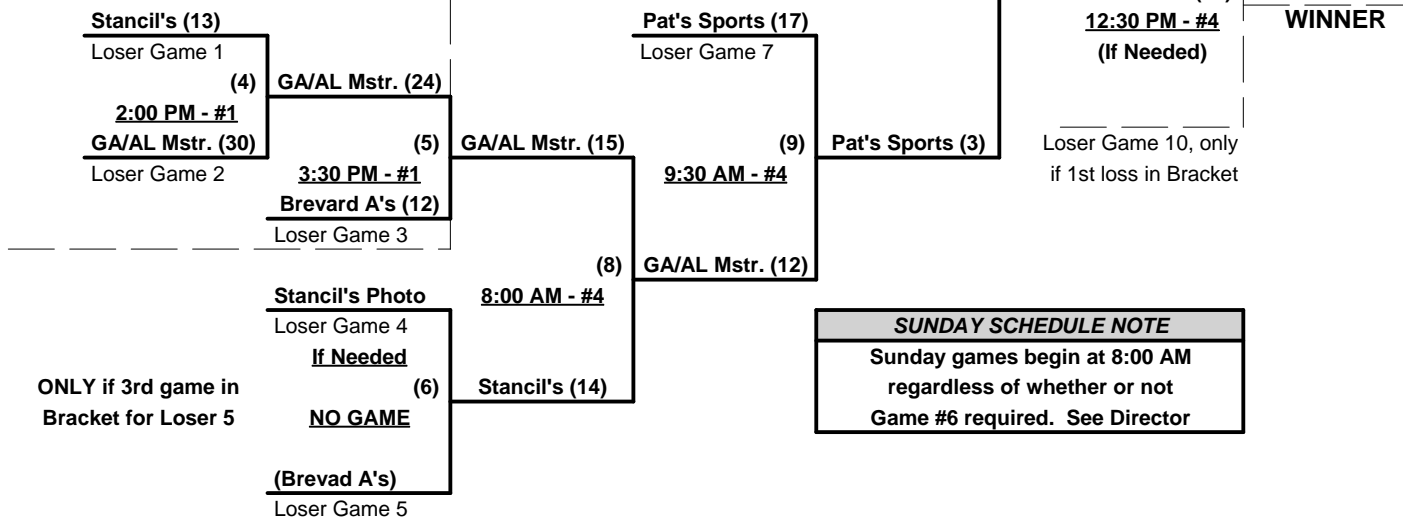 Stancil's (13)
Loser Game 1
(4)
2:00 PM - #1
GA/AL Mstr. (30)
Loser Game 2
GA/AL Mstr. (24)
(5)
3:30 PM - #1
Brevard A's (12)
Loser Game 3
GA/AL Mstr. (15)
(8)
8:00 AM - #4
Stancil's Photo
Loser Game 4
If Needed
(6)
NO GAME
ONLY if 3rd game in
Bracket for Loser 5
(Brevad A's)
Loser Game 5
Stancil's (14)
Pat's Sports (17)
Loser Game 7
(9)
9:30 AM - #4
GA/AL Mstr. (12)
Pat's Sports (3)
12:30 PM - #4
(If Needed)
WINNER
Loser Game 10, only
if 1st loss in Bracket
SUNDAY SCHEDULE NOTE
Sunday games begin at 8:00 AM
regardless of whether or not
Game #6 required. See Director